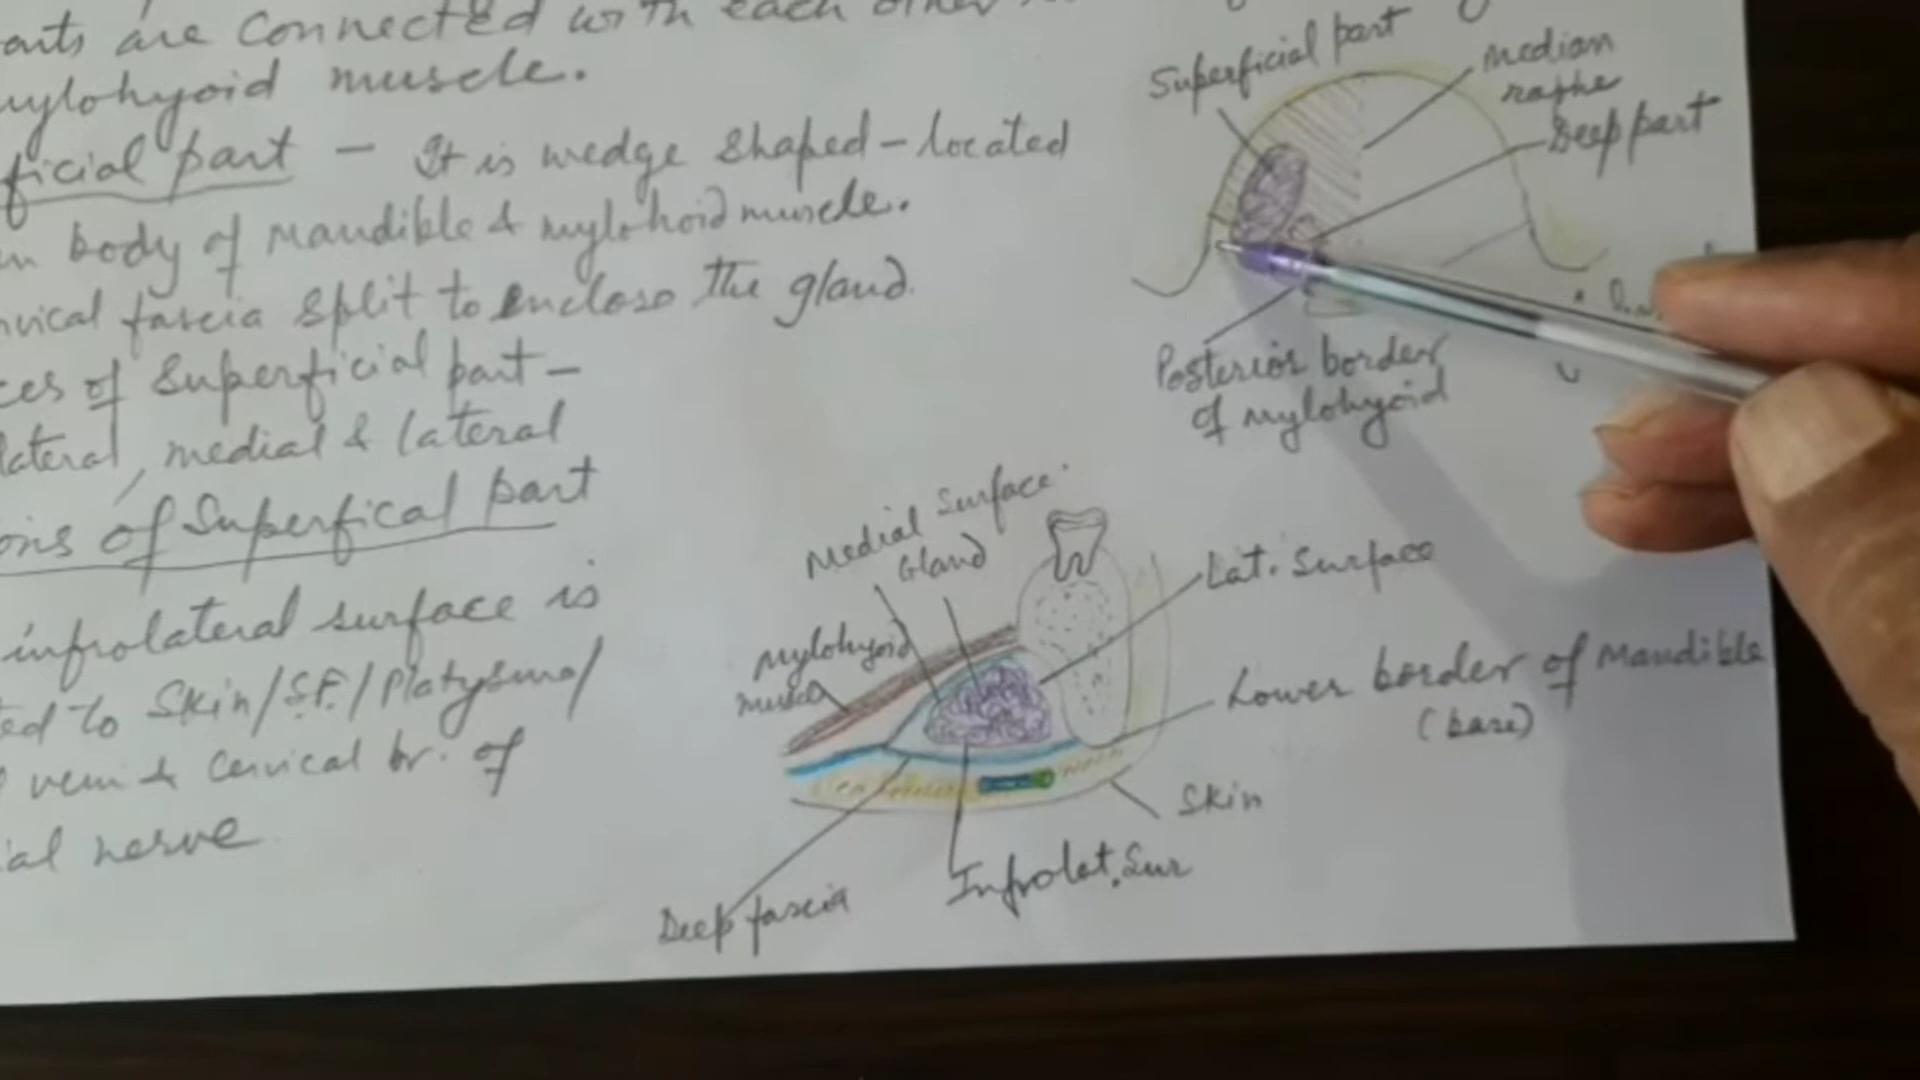 are connected with each other
mylohyoid muscle.
ficial part - It is wedge shaped - located
body of Mandible & mylohoid muscle.
rvical fascia split to enclose the gland.
ces of Superficial part -
lateral, medial & lateral
ons of Superfical part
infrolateral surface is
ed to Skin/S.F./Platysma/
vein & Cervical br. of
ial nerve
Superficial part
Median
raphe
Deep part
Posterior border
of mylohyoid
Medial Surface
Gland
Lat. Surface
Mylohyoid
muscle
Lower border of Mandible
(base)
Skin
Infrolat. Sur
Deep fascia